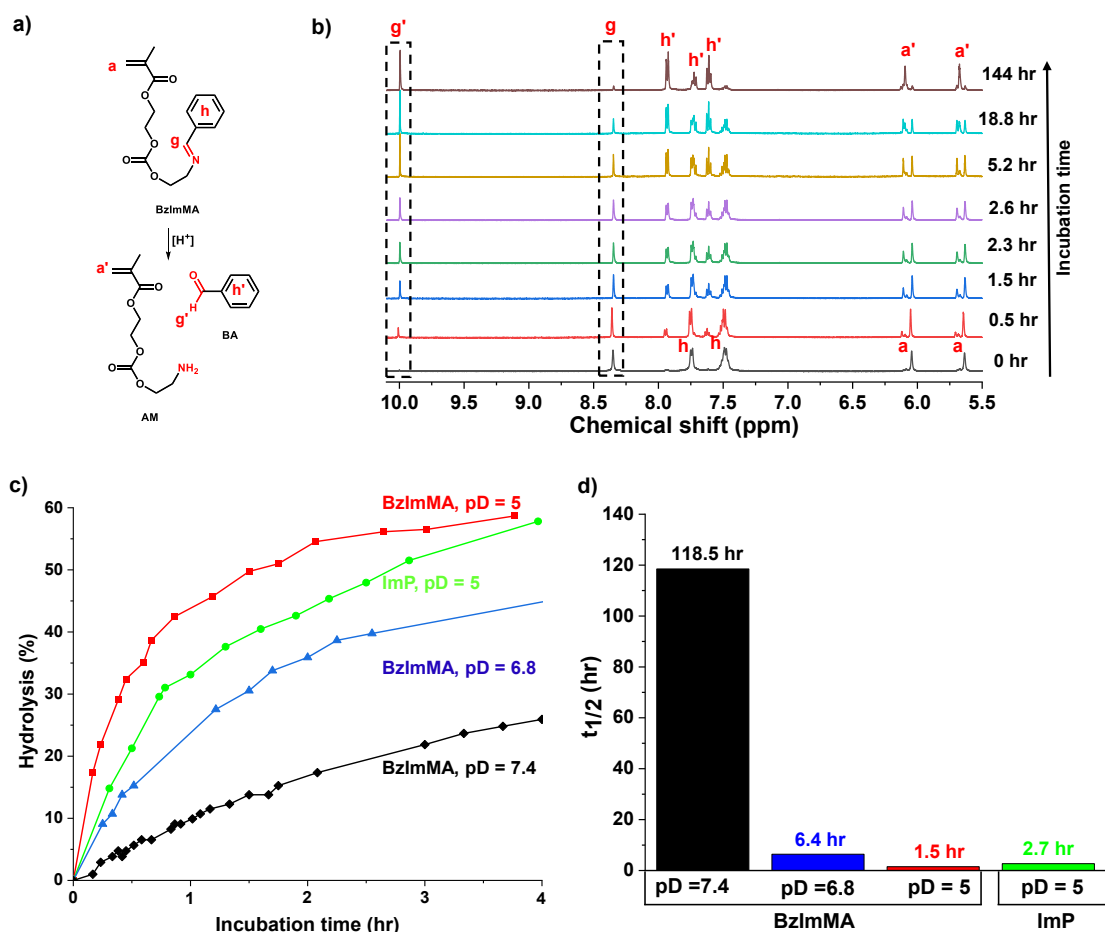 a)
a
O
O
O
O
O
O
h
g
N
BzImMA
[H+]
a'
O
O
O
O
O
O
NH2
AM
O
H
g'
h'
BA
b)
g'
g
h'
h'
h'
a'
a'
144 hr
18.8 hr
5.2 hr
2.6 hr
2.3 hr
1.5 hr
0.5 hr
0 hr
h
h
a
a
Incubation time
10.0 9.5 9.0 8.5 8.0 7.5 7.0 6.5 6.0 5.5
Chemical shift (ppm)
c)
BzImMA, pD = 5
ImP, pD = 5
BzImMA, pD = 6.8
BzImMA, pD = 7.4
60
50
40
30
20
10
0
Hydrolysis (%)
0 1 2 3 4
Incubation time (hr)
d)
140
120
100
80
60
40
20
0
t1/2 (hr)
118.5 hr
6.4 hr
1.5 hr
2.7 hr
pD =7.4
pD =6.8
pD = 5
pD = 5
BzImMA
ImP